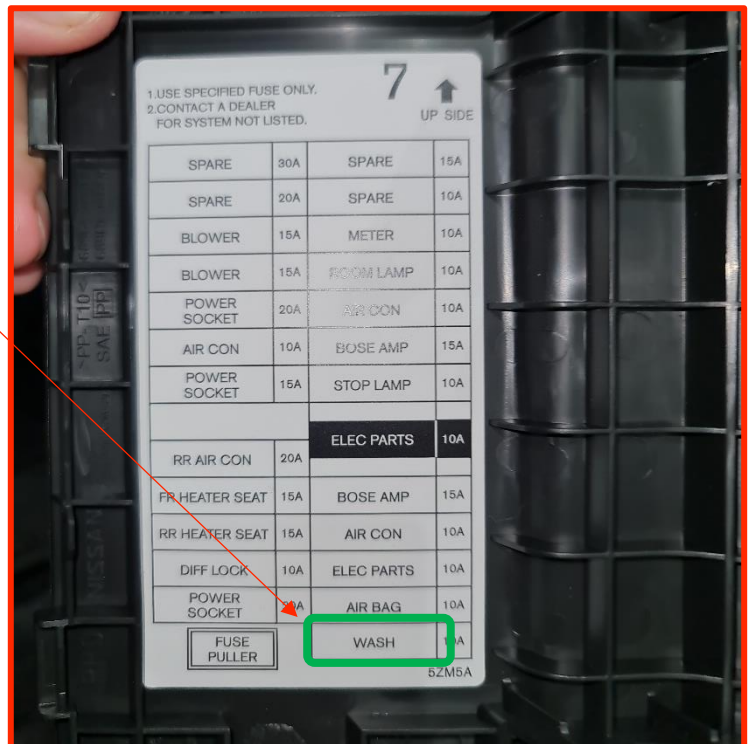 1.USE SPECIFIED FUSE ONLY.
2.CONTACT A DEALER
FOR SYSTEM NOT LISTED.
7
UP SIDE
SPARE 30A SPARE 15A
SPARE 20A SPARE 10A
BLOWER 15A METER 10A
BLOWER 15A ROOM LAMP 10A
POWER
SOCKET 20A AIR CON 10A
AIR CON 10A BOSE AMP 15A
POWER
SOCKET 15A STOP LAMP 10A
ELEC PARTS 10A
RR AIR CON 20A
FR HEATER SEAT 15A BOSE AMP 15A
RR HEATER SEAT 15A AIR CON 10A
DIFF LOCK 10A ELEC PARTS 10A
POWER
SOCKET AIR BAG 10A
FUSE
PULLER
WASH
5ZM5A
>PP-T10<
SAE PP
NISSAN